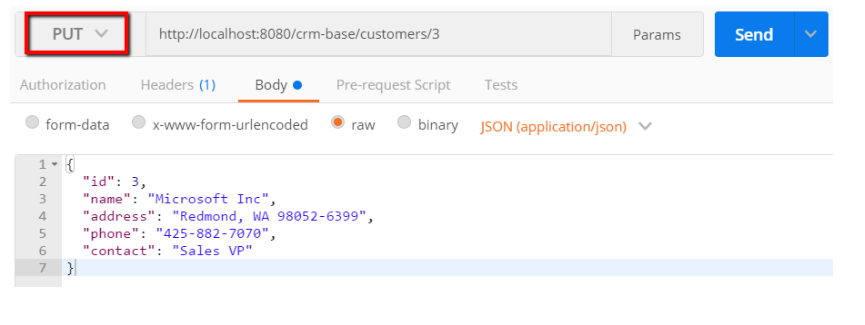 PUT http://localhost:8080/crm-base/customers/3 Params Send
Authorization Headers (1) Body Pre-request Script Tests
form-data x-www-form-urlencoded raw binary JSON (application/json)
1 {
2 "id": 3,
3 "name": "Microsoft Inc",
4 "address": "Redmond, WA 98052-6399",
5 "phone": "425-882-7070",
6 "contact": "Sales VP"
7 }